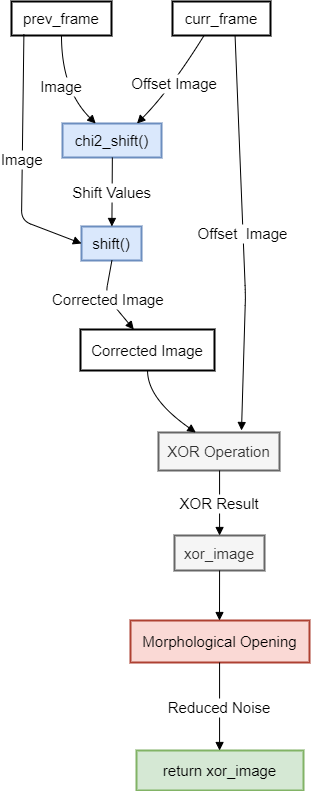 prev_frame
curr_frame
Image
Offset Image
chi2_shift()
Image
Shift Values
Offset Image
shift()
Corrected Image
Corrected Image
XOR Operation
XOR Result
xor_image
Morphological Opening
Reduced Noise
return xor_image